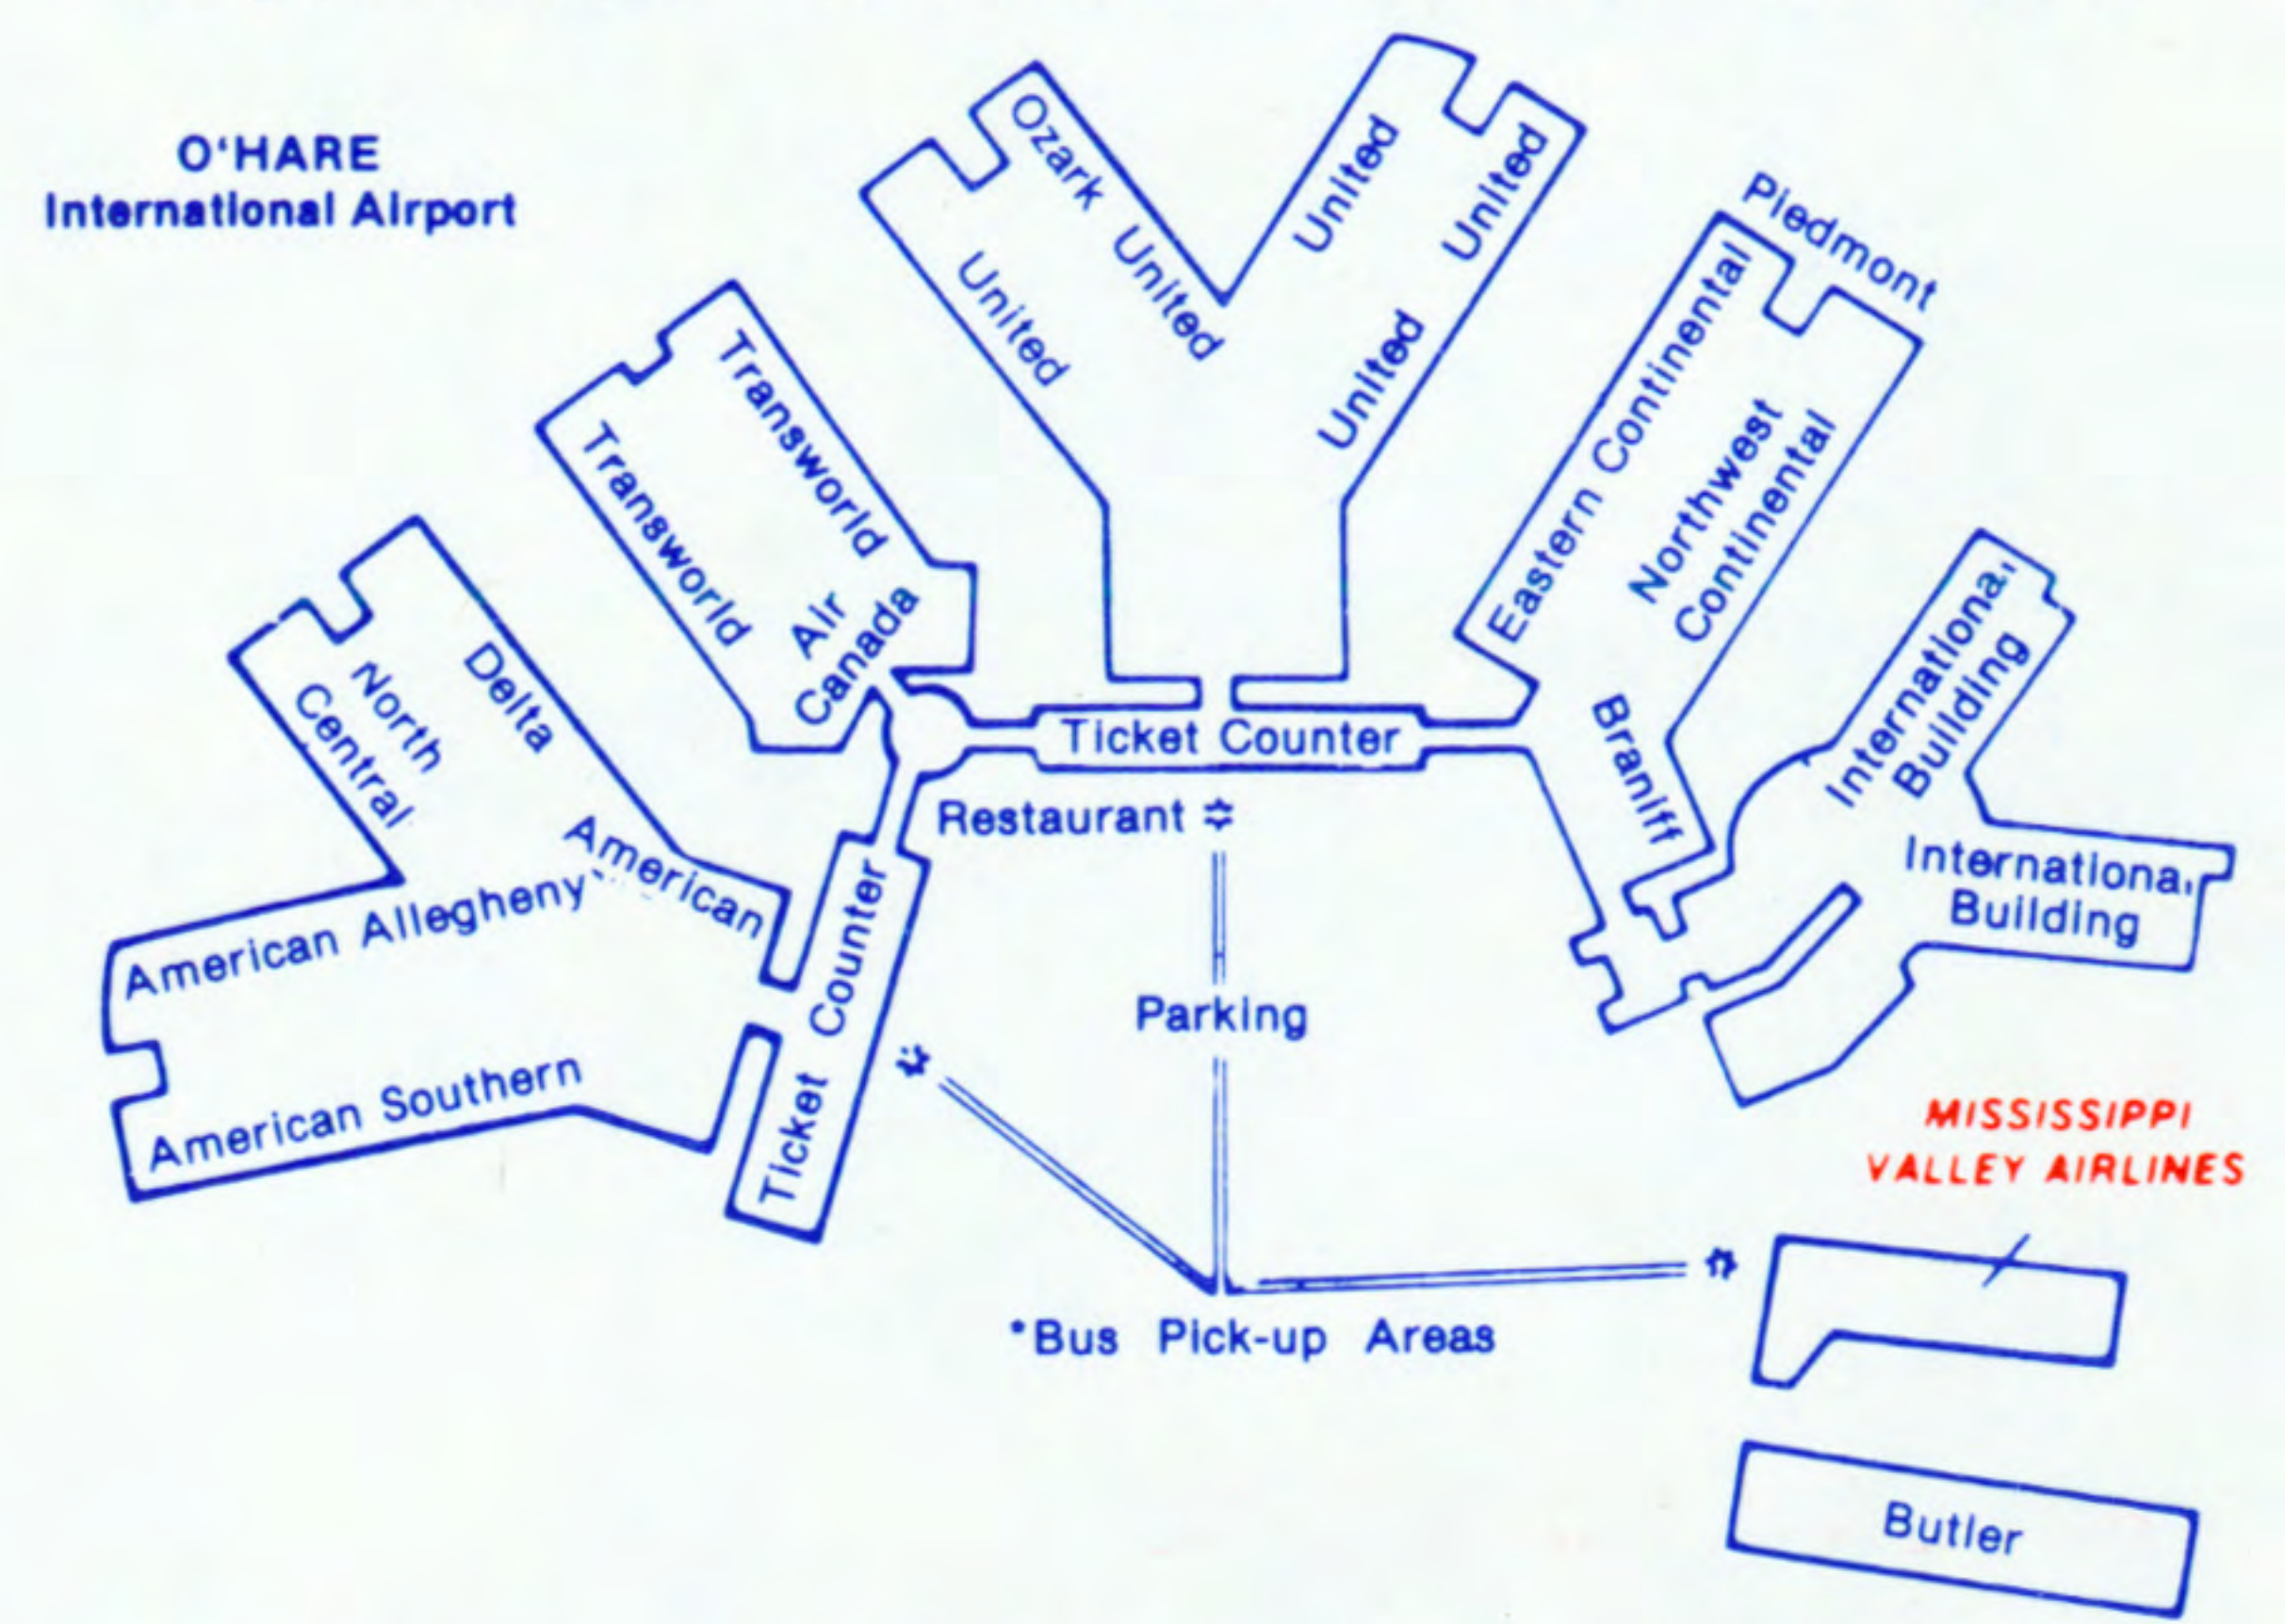 O'HARE
International Airport
Ozark United
United
United
United
United
Piedmont
Transworld
Transworld
Air
Canada
Eastern Continental
Northwest
Continental
Braniff
Delta
North
Central
American
American Allegheny
American Southern
Ticket Counter
Ticket Counter
Restaurant
Parking
*Bus Pick-up Areas
International
Building
International
Building
MISSISSIPPI
VALLEY AIRLINES
Butler